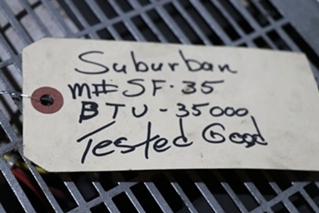 Suburban
M# SF-35
BTU-35000
Tested Good